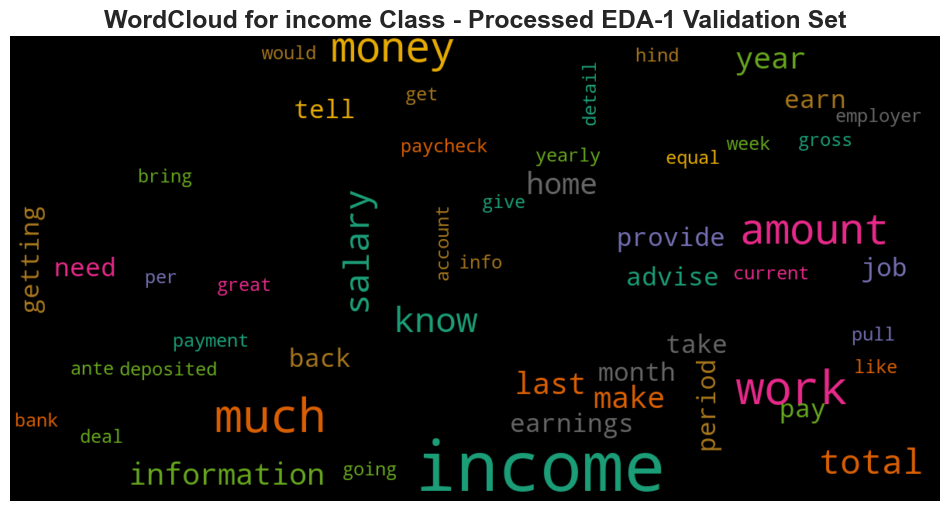 WordCloud for income Class - Processed EDA-1 Validation Set
would
money
hind
year
get
tell
detail
earn
employer
paycheck
yearly
equal
week
gross
bring
home
give
salary
getting
account
info
provide
amount
need
per
great
advise
current
job
know
payment
back
take
pull
ante
deposited
last
month
make
period
work
like
pay
bank
much
deal
earnings
information
going
income
total